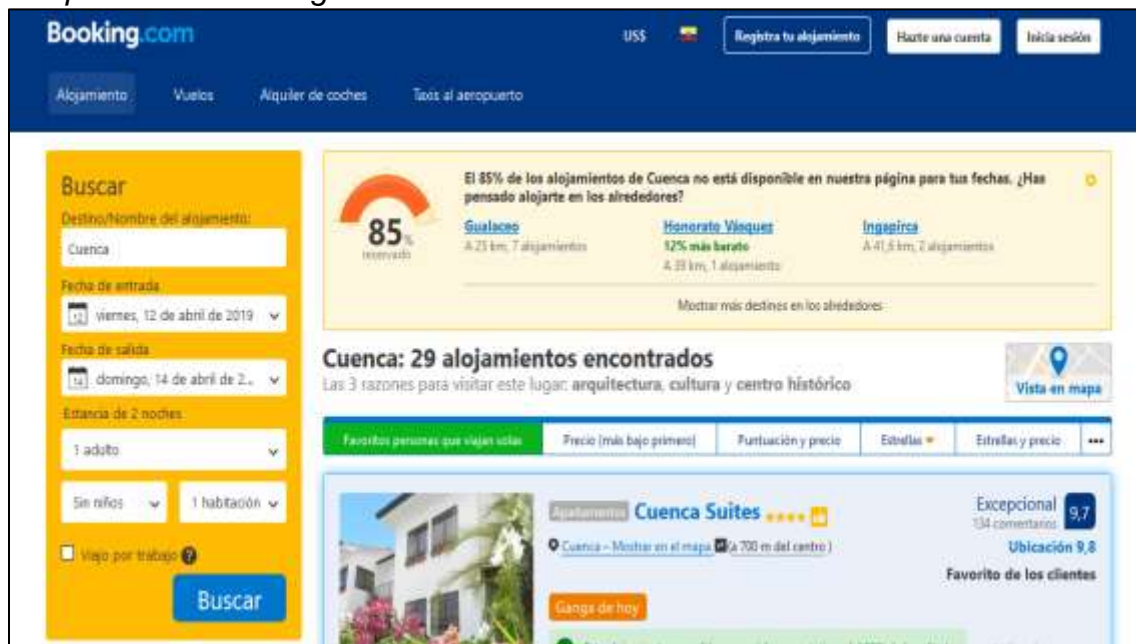 Booking.com
US$
Registra tu alojamiento
Hazte una cuenta
Inicia sesión
Alojamiento
Vuelos
Alquiler de coches
Taxis al aeropuerto
Buscar
Destino/Nombre del alojamiento:
Cuenca
Fecha de entrada
viernes, 12 de abril de 2019
Fecha de salida
domingo, 14 de abril de 2...
Estancia de 2 noches
1 adulto
Sin niños
1 habitación
Viajo por trabajo
Buscar
85%
reservado
El 85% de los alojamientos de Cuenca no está disponible en nuestra página para tus fechas. ¿Has
pensado alojarte en los alrededores?
Gualaceo
A 25 km, 7 alojamientos
Honorato Vásquez
12% más barato
km, 1 alojamiento
Ingapirca
A 41,6 km, 2 alojamientos
Mostrar más destinos en los alrededores
Cuenca: 29 alojamientos encontrados
Las 3 razones para visitar este lugar: arquitectura, cultura y centro histórico
Vista en mapa
Favoritos personas que viajan solas
Precio (más bajo primero)
Puntuación y precio
Estrellas
Estrellas y precio
Apartamento
Cuenca Suites
Cuenca – Mostrar en el mapa (a 700 m del centro)
Ganga de hoy
Excepcional 9,7
134 comentarios
Ubicación 9,8
Favorito de los clientes